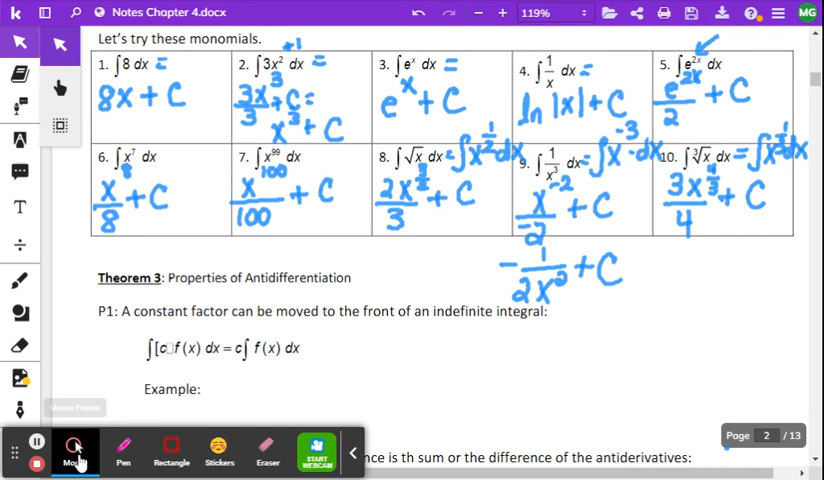 Notes Chapter 4.docx
119%
MG
Let's try these monomials.
1. ∫8 dx =
8x + C
2. ∫3x² dx =
+1
3x³/3 + C =
x³ + C
3. ∫eˣ dx =
eˣ + C
4. ∫1/x dx =
ln|x| + C
5. ∫e²ˣ dx
e²ˣ/2 + C
6. ∫x⁷ dx
x⁸/8 + C
7. ∫x⁹⁹ dx
x¹⁰⁰/100 + C
8. ∫√x dx = ∫x^(1/2) dx
2x^(3/2)/3 + C
9. ∫1/x³ dx = ∫x⁻³ dx
x⁻²/-2 + C
-1/2x² + C
10. ∫∛x dx = ∫x^(1/3) dx
3x^(4/3)/4 + C
Theorem 3: Properties of Antidifferentiation
P1: A constant factor can be moved to the front of an indefinite integral:
∫[c□f(x) dx = c∫ f(x) dx
Example:
Mouse Pointer
Page 2 / 13
Pen
Rectangle
Stickers
Eraser
START WEBCAM
nce is th sum or the difference of the antiderivatives: